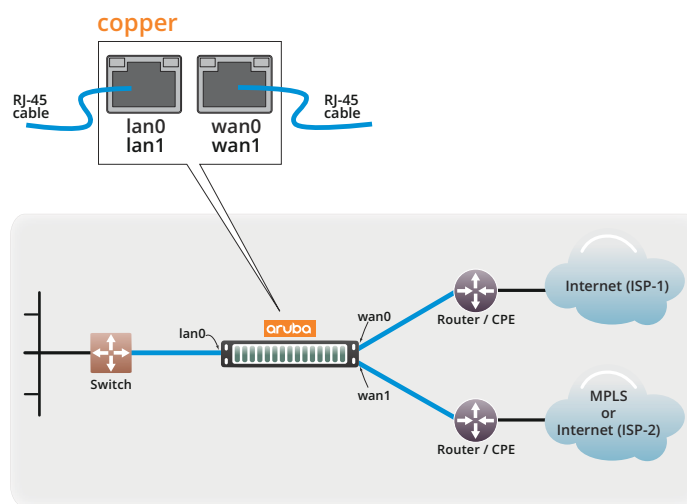 copper
RJ-45
cable
RJ-45
cable
lan0
lan1
wan0
wan1
aruba
lan0
wan0
wan1
Switch
Router / CPE
Internet (ISP-1)
MPLS
or
Internet (ISP-2)
Router / CPE